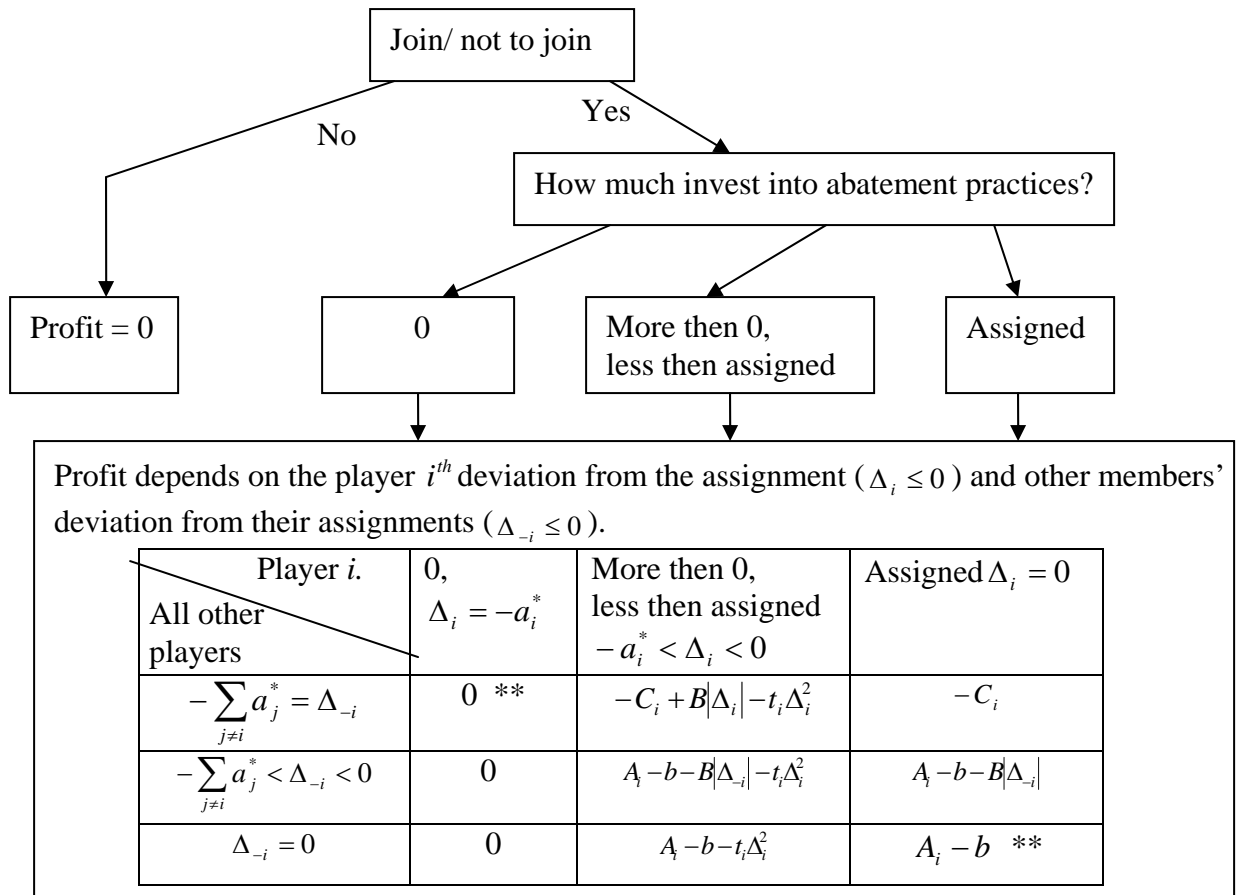 Join/ not to join
No
Yes
How much invest into abatement practices?
Profit = 0
0
More then 0,
less then assigned
Assigned
Profit depends on the player i^{th} deviation from the assignment ( Δ_i ≤ 0 ) and other members’
deviation from their assignments ( Δ_{-i} ≤ 0 ).
Player i.
All other
players
0,
Δ_i = -a_i^*
More then 0,
less then assigned
-a_i^* < Δ_i < 0
Assigned Δ_i = 0
-∑_{j≠i} a_j^* = Δ_{-i}
0 **
-C_i + B|Δ_i| - t_iΔ_i^2
-C_i
-∑_{j≠i} a_j^* < Δ_{-i} < 0
0
A_i - b - B|Δ_{-i}| - t_iΔ_i^2
A_i - b - B|Δ_{-i}|
Δ_{-i} = 0
0
A_i - b - t_iΔ_i^2
A_i - b **